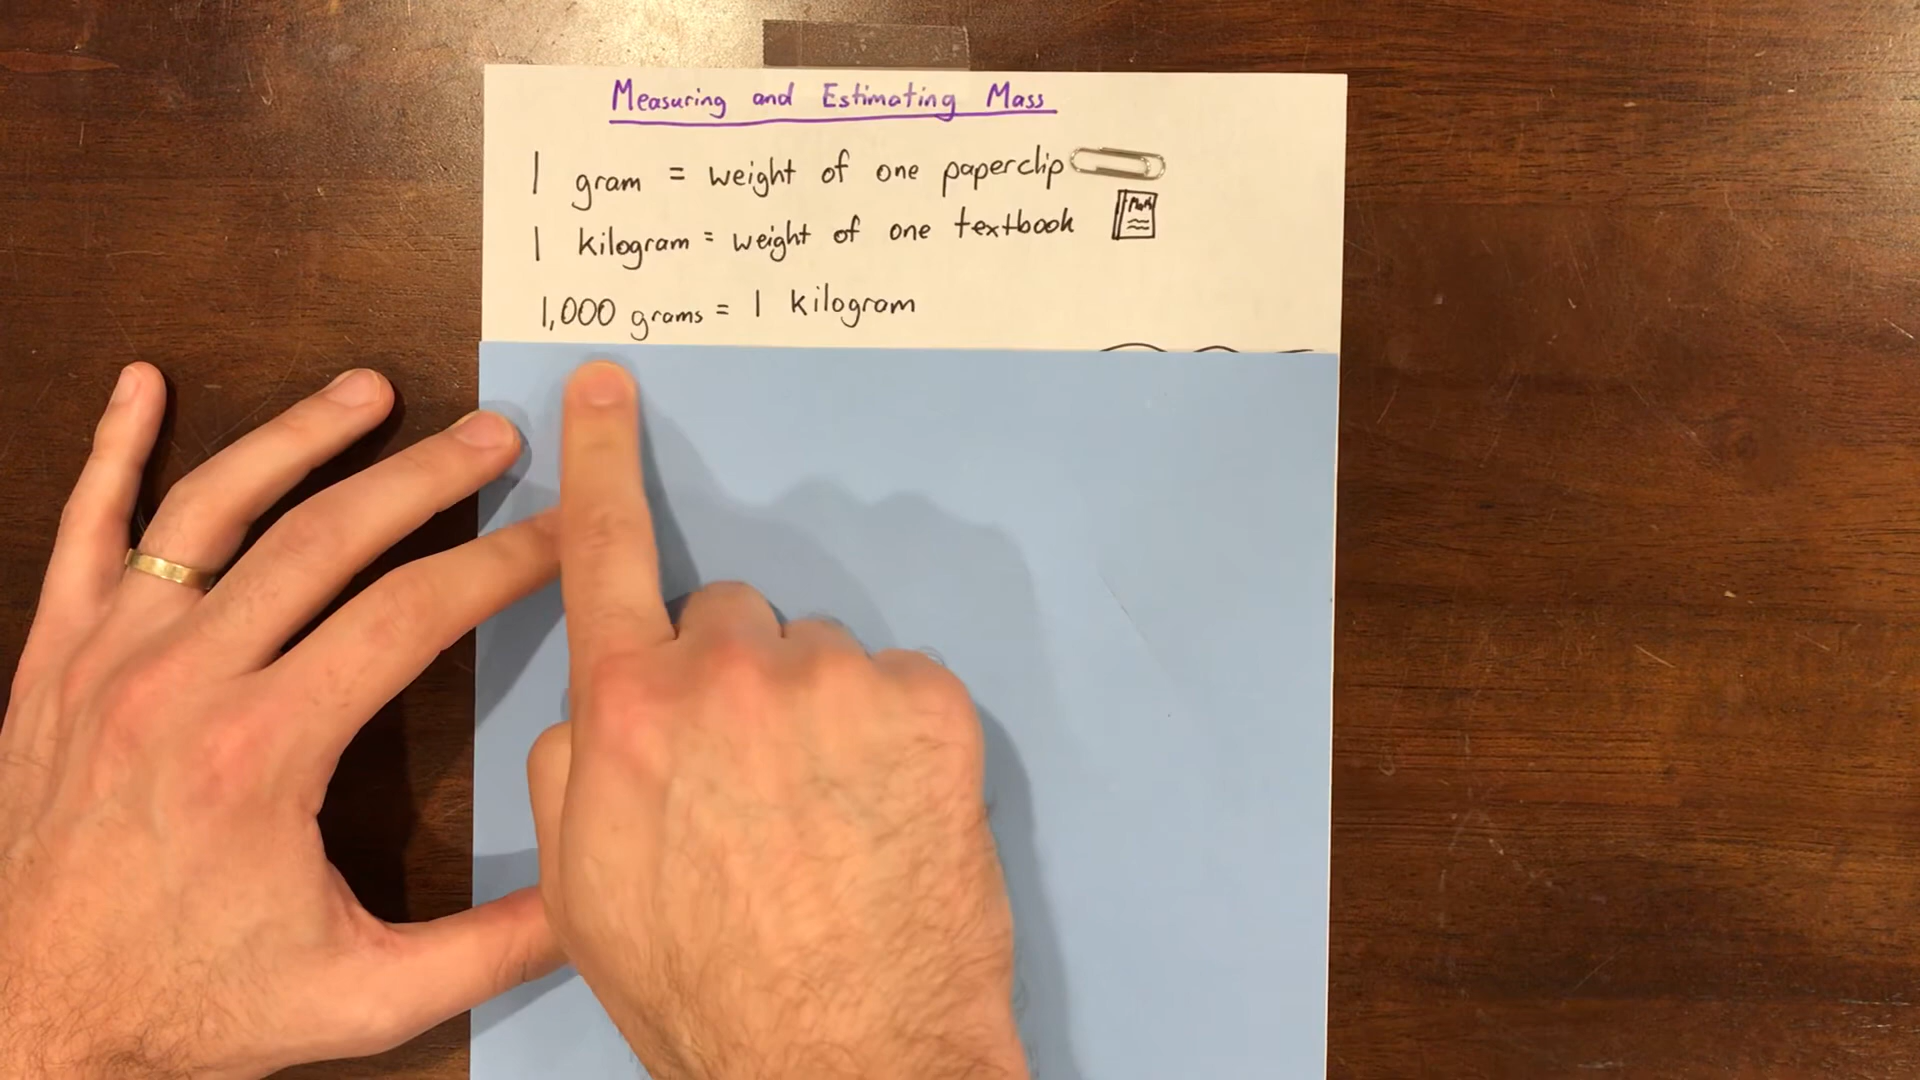 Measuring and Estimating Mass
1 gram = weight of one paperclip
1 kilogram = weight of one textbook
Math
1,000 grams = 1 kilogram